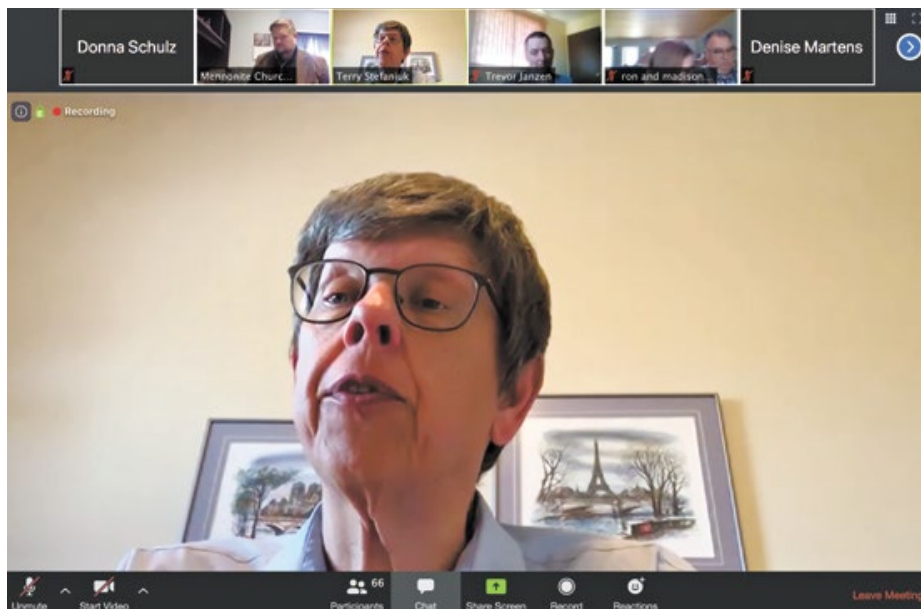 Donna Schulz
Mennonite Churc...
Terry Stefaniuk
Trevor Janzen
ron and madison...
Denise Martens
Recording
Unmute
Start Video
66
Participants
Chat
Share Screen
Record
Reactions
Leave Meeting